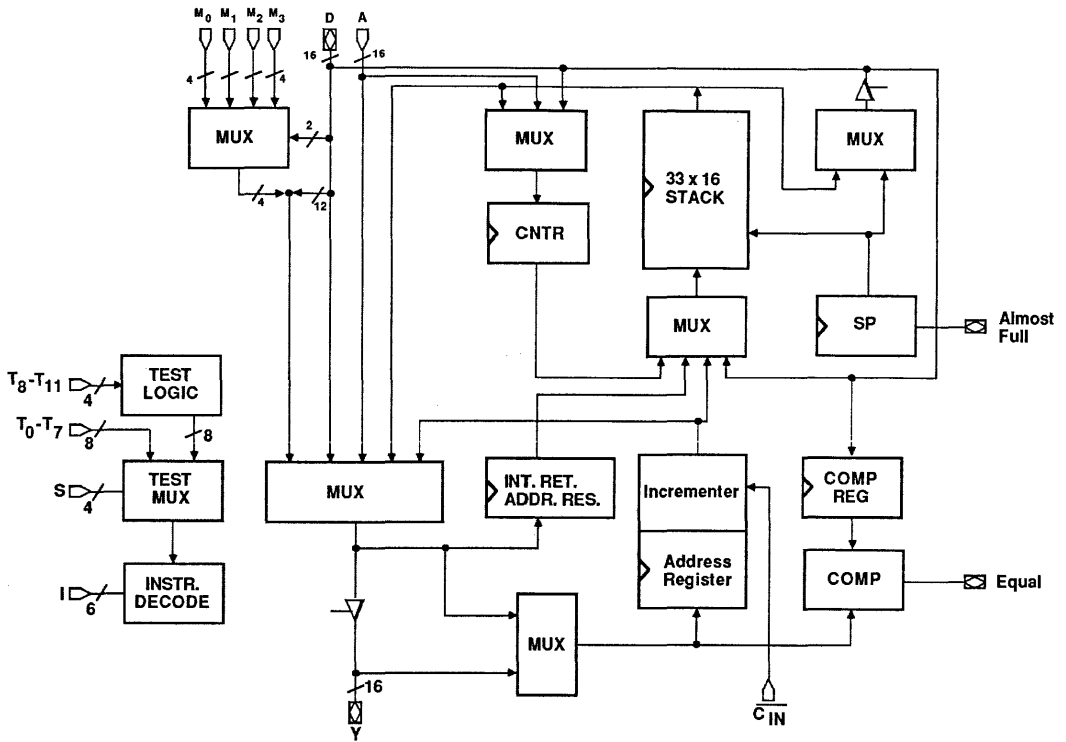 M0 M1 M2 M3 D A
4 4 16 16
MUX
2
4 12
MUX
33 x 16
STACK
MUX
CNTR
MUX
SP
Almost
Full
T8-T11
4
TEST
LOGIC
T0-T7
8
8
S
4
TEST
MUX
I
6
INSTR.
DECODE
MUX
INT. RET.
ADDR. RES.
Incrementer
Address
Register
COMP
REG
COMP
Equal
MUX
16
Y
CIN